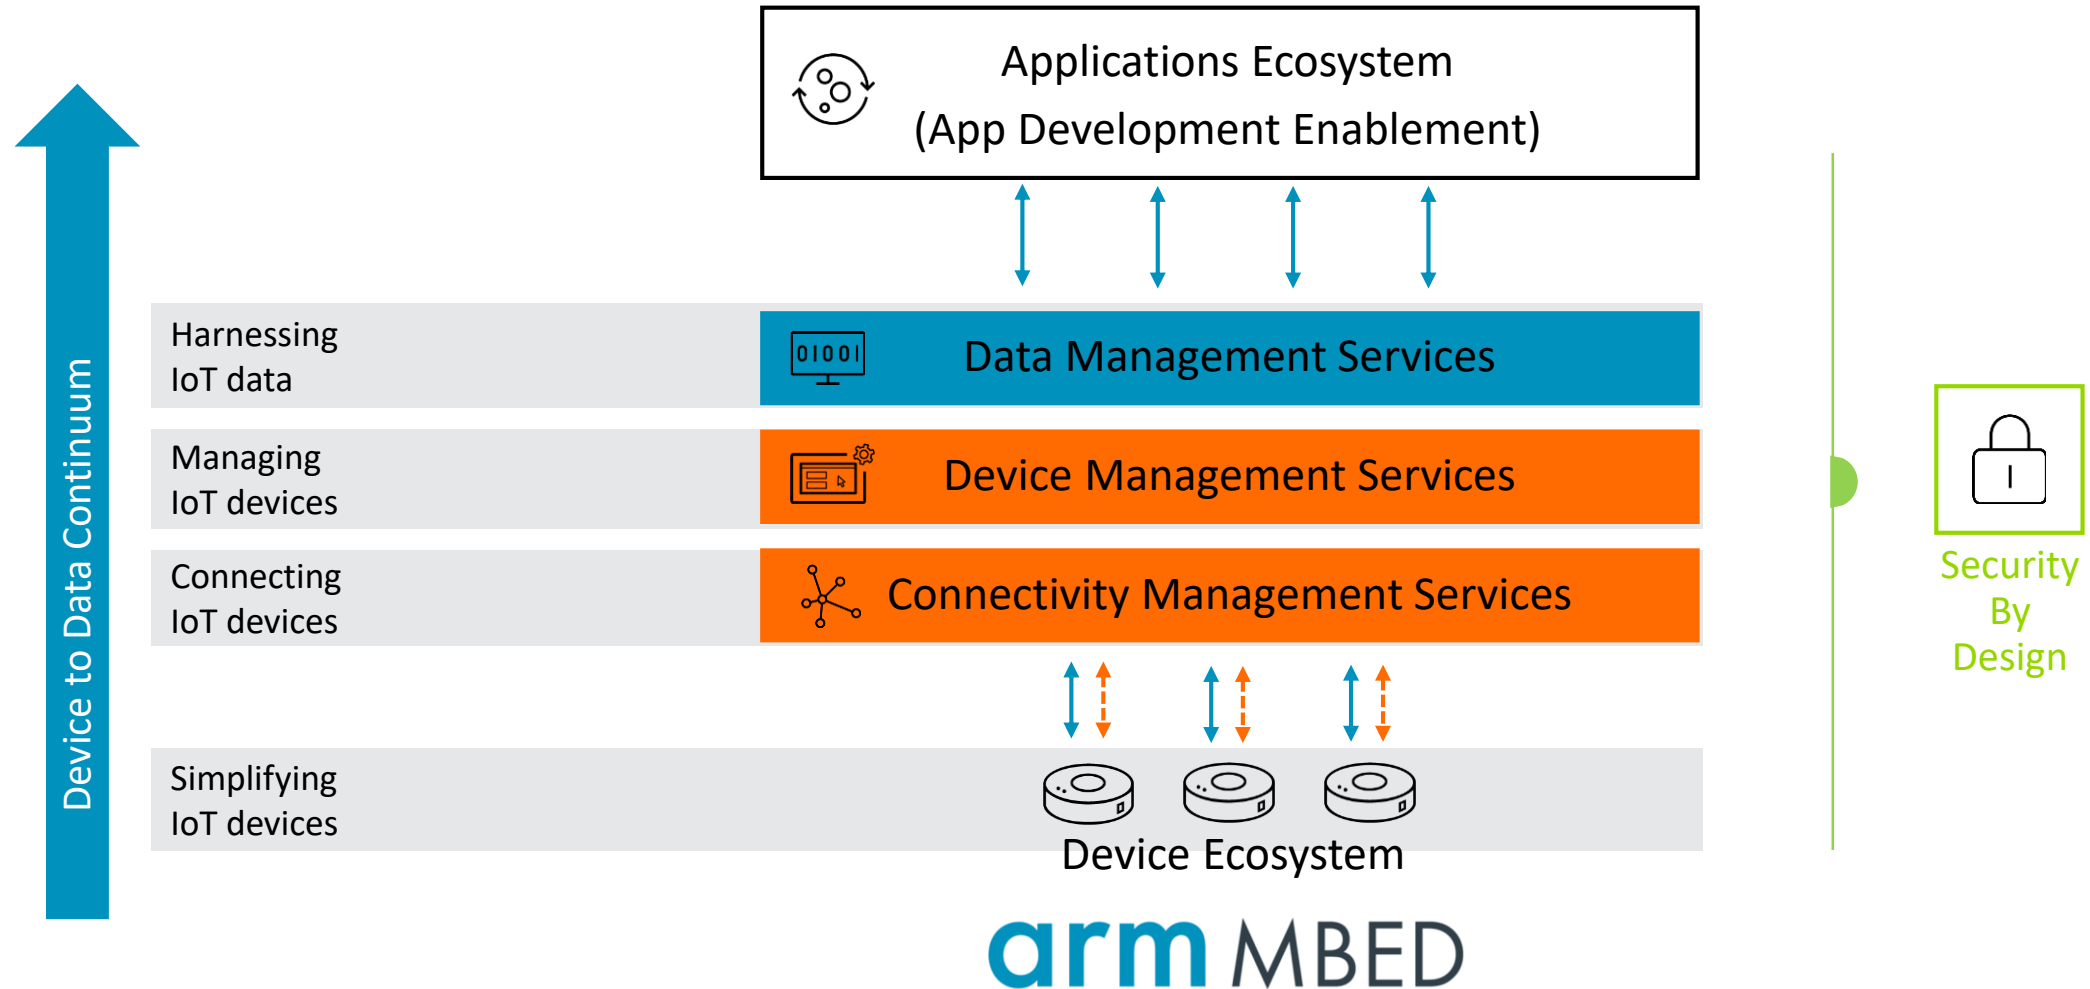 Applications Ecosystem
(App Development Enablement)
Device to Data Continuum
Harnessing
IoT data
01001
Data Management Services
Managing
IoT devices
Device Management Services
Connecting
IoT devices
Connectivity Management Services
Security
By
Design
Simplifying
IoT devices
Device Ecosystem
arm MBED